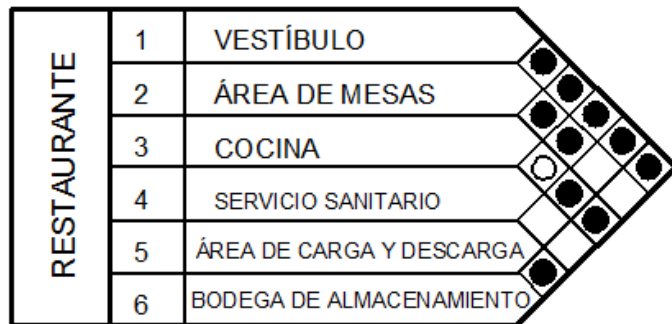 RESTAURANTE
1 VESTÍBULO
2 ÁREA DE MESAS
3 COCINA
4 SERVICIO SANITARIO
5 ÁREA DE CARGA Y DESCARGA
6 BODEGA DE ALMACENAMIENTO